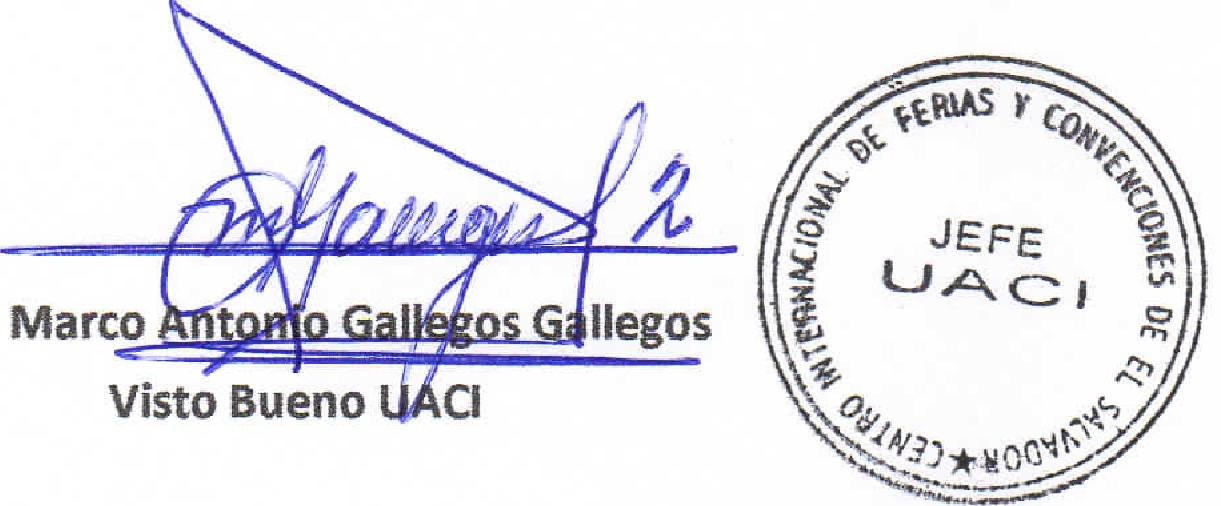 Marco Antonio Gallegos Gallegos
Visto Bueno UACI
CENTRO INTERNACIONAL DE FERIAS Y CONVENCIONES DE EL SALVADOR ★
JEFE
UACI